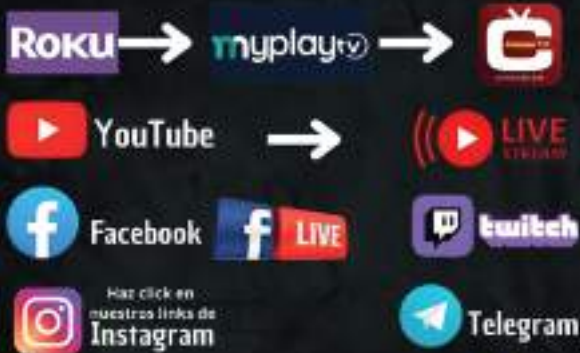 ROKU myplaytv C
YouTube LIVE
STREAM
Facebook f LIVE twitch
Haz click en
nuestros links de
Instagram Telegram